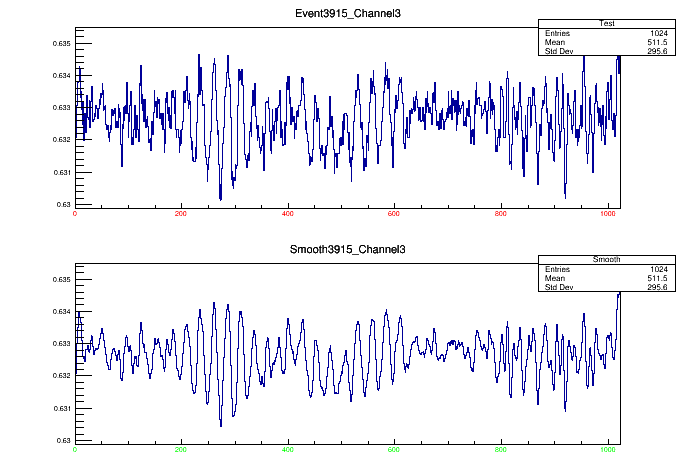 Event3915_Channel3
Test
Entries 1024
Mean 511.5
Std Dev 295.6
0.635
0.634
0.633
0.632
0.631
0.63
0 200 400 600 800 1000
Smooth3915_Channel3
Smooth
Entries 1024
Mean 511.5
Std Dev 295.6
0.635
0.634
0.633
0.632
0.631
0.63
0 200 400 600 800 1000